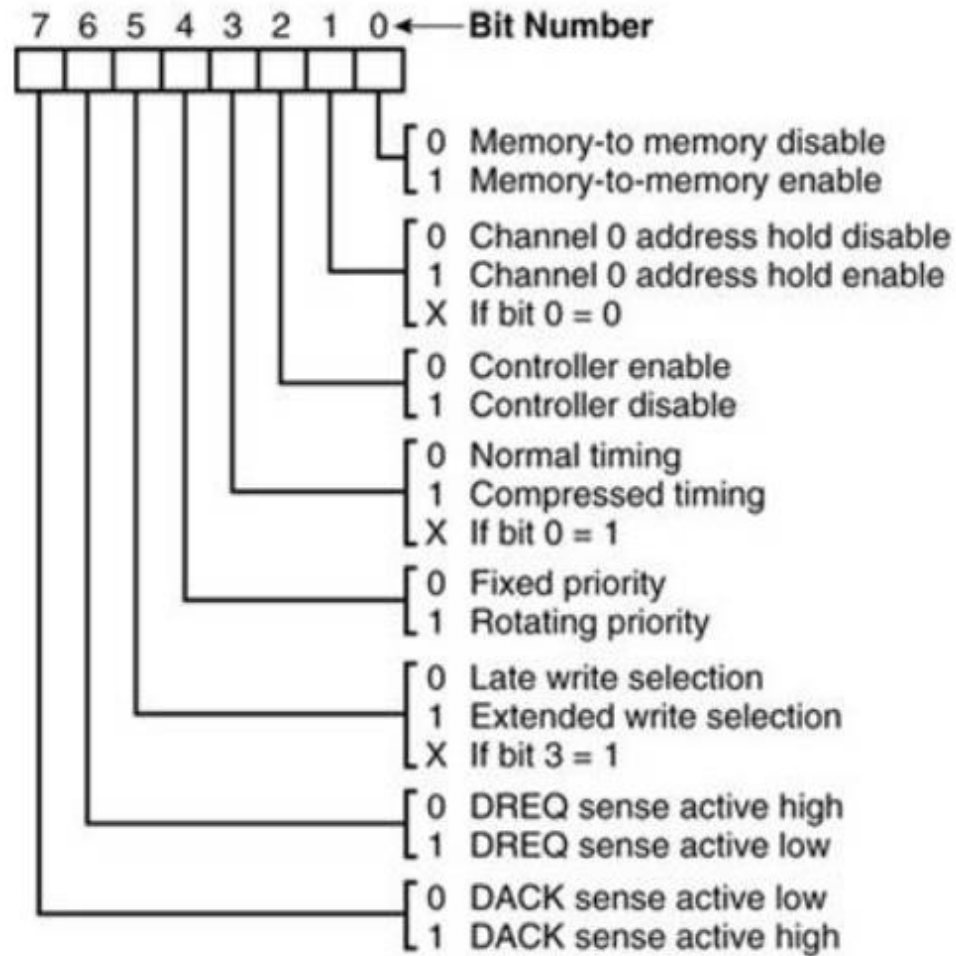 7 6 5 4 3 2 1 0 Bit Number
0 Memory-to memory disable
1 Memory-to-memory enable
0 Channel 0 address hold disable
1 Channel 0 address hold enable
X If bit 0 = 0
0 Controller enable
1 Controller disable
0 Normal timing
1 Compressed timing
X If bit 0 = 1
0 Fixed priority
1 Rotating priority
0 Late write selection
1 Extended write selection
X If bit 3 = 1
0 DREQ sense active high
1 DREQ sense active low
0 DACK sense active low
1 DACK sense active high